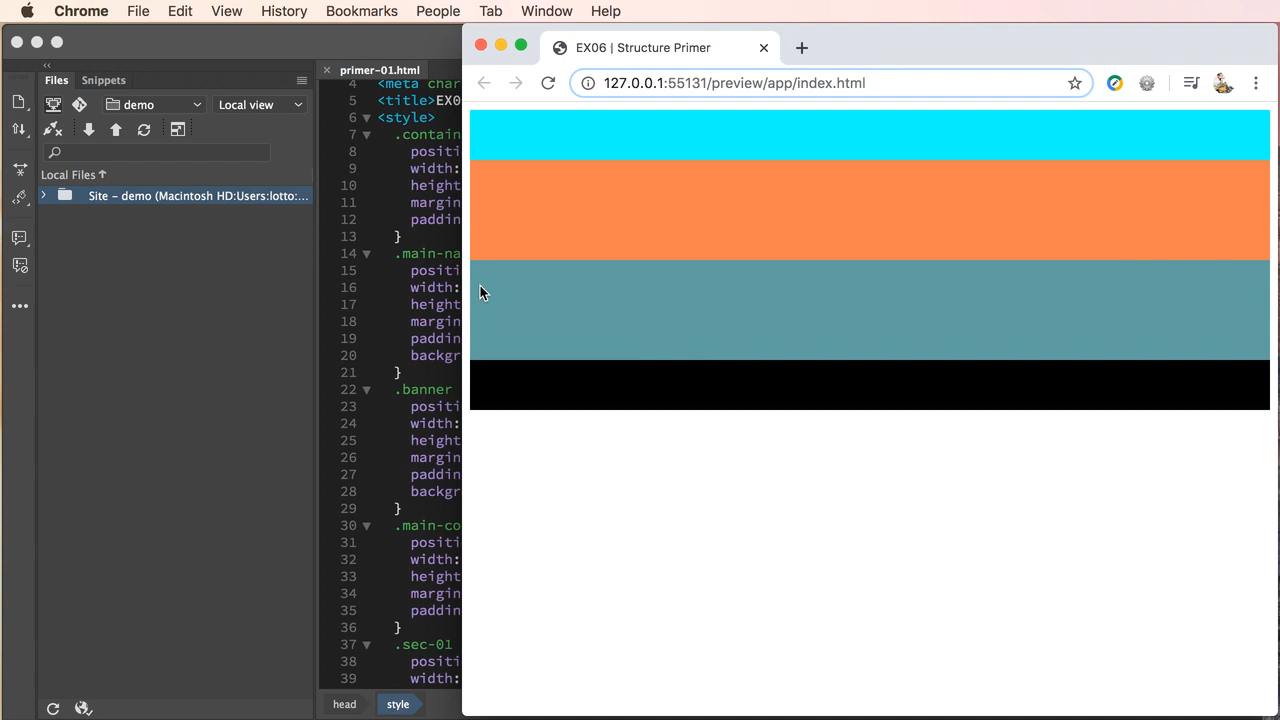 Chrome File Edit View History Bookmarks People Tab Window Help
EX06 | Structure Primer
127.0.0.1:55131/preview/app/index.html
Files Snippets
demo Local view
Local Files
Site – demo (Macintosh HD:Users:lotto:...
primer-01.html
4 <meta char
5 <title>EX0
6 <style>
7 .contain
8 positi
9 width:
10 height
11 margin
12 paddin
13 }
14 .main-na
15 positi
16 width:
17 height
18 margin
19 paddin
20 backgr
21 }
22 .banner
23 positi
24 width:
25 height
26 margin
27 paddin
28 backgr
29 }
30 .main-co
31 positi
32 width:
33 height
34 margin
35 paddin
36 }
37 .sec-01
38 positi
39 width:
head style